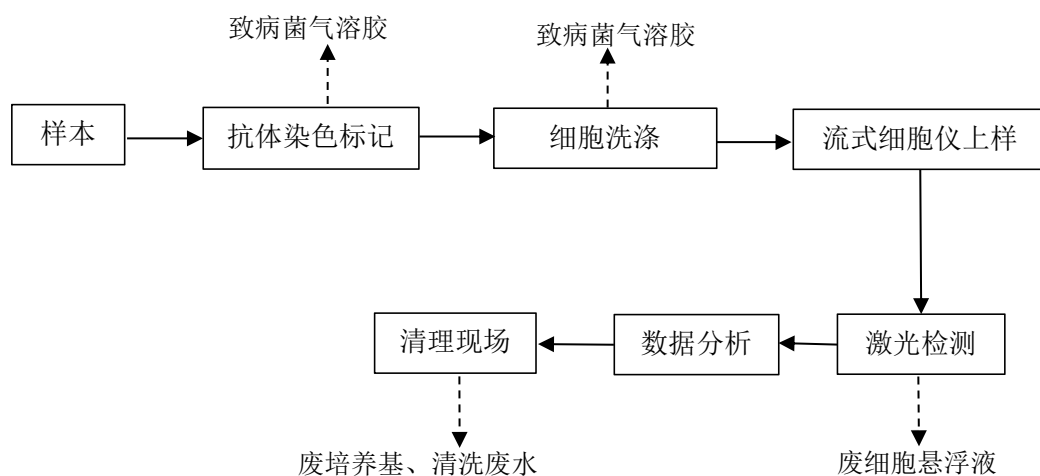 致病菌气溶胶
致病菌气溶胶
样本
抗体染色标记
细胞洗涤
流式细胞仪上样
清理现场
数据分析
激光检测
废培养基、清洗废水
废细胞悬浮液